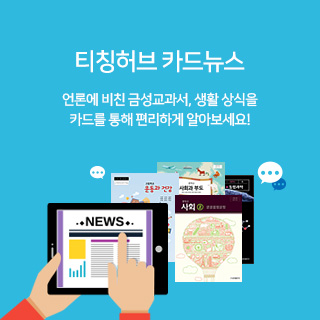 티칭허브 카드뉴스
언론에 비친 금성교과서, 생활 상식을
카드를 통해 편리하게 알아보세요!
운동과 건강
사회과 부도
사회 2
NEWS